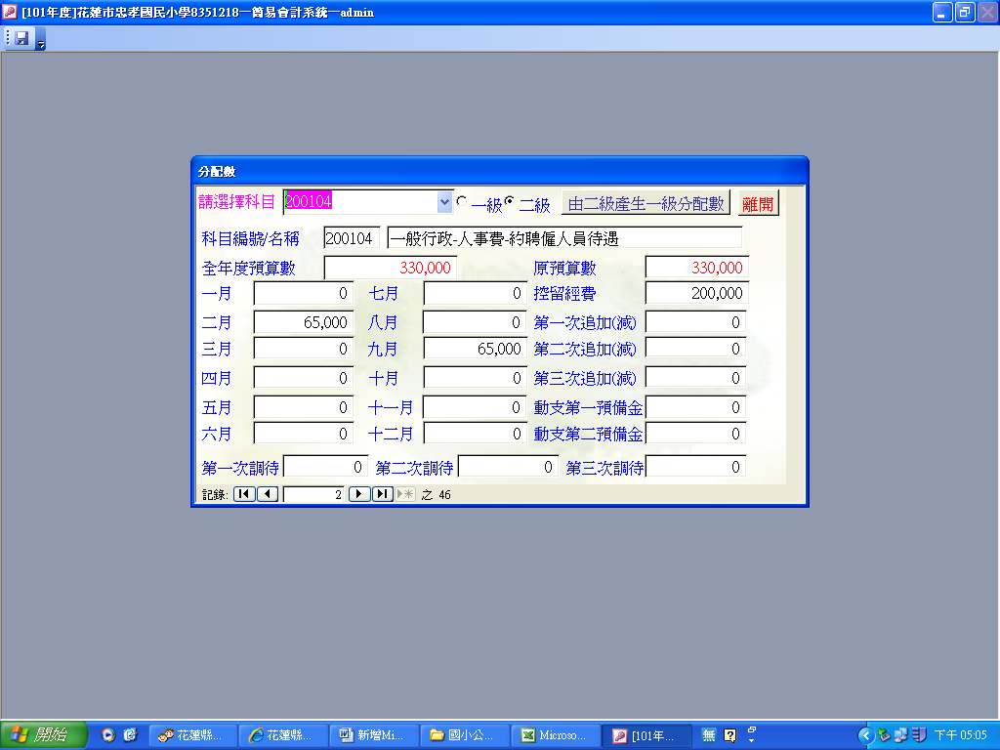 [101年度]花蓮市忠孝國民小學8351218—簡易會計系統—admin
分配數
請選擇科目 200104 一級 二級 由二級產生一級分配數 離開
科目編號/名稱 200104 一般行政-人事費-約聘僱人員待遇
全年度預算數 330,000 原預算數 330,000
一月 0 七月 0 控留經費 200,000
二月 65,000 八月 0 第一次追加(減) 0
三月 0 九月 65,000 第二次追加(減) 0
四月 0 十月 0 第三次追加(減) 0
五月 0 十一月 0 動支第一預備金 0
六月 0 十二月 0 動支第二預備金 0
第一次調待 0 第二次調待 0 第三次調待 0
記錄: 2 之 46
開始 花蓮縣... 花蓮縣... 新增Mi... 國小公... Microso... [101年... 無 下午 05:05